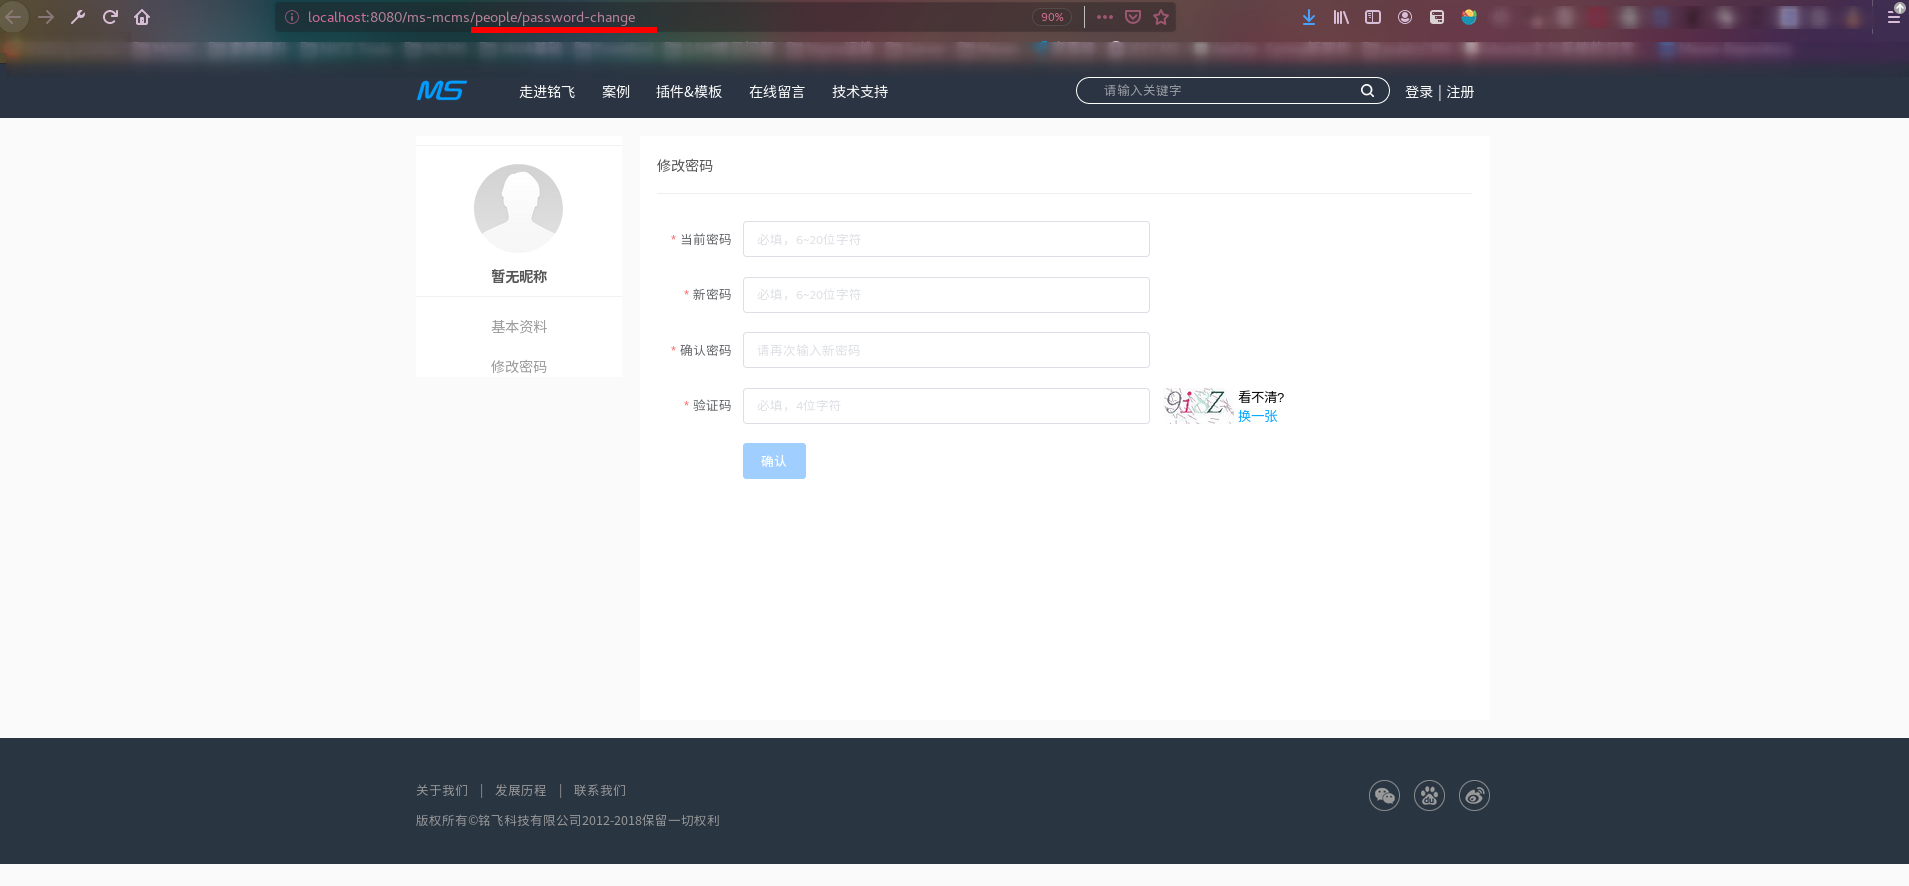 localhost:8080/ms-mcms/people/password-change
90%
MS
走进铭飞 案例 插件&模板 在线留言 技术支持
请输入关键字
登录 | 注册
暂无昵称
基本资料
修改密码
修改密码
* 当前密码 必填，6~20位字符
* 新密码 必填，6~20位字符
* 确认密码 请再次输入新密码
* 验证码 必填，4位字符
看不清?
换一张
确认
关于我们 | 发展历程 | 联系我们
版权所有©铭飞科技有限公司2012-2018保留一切权利